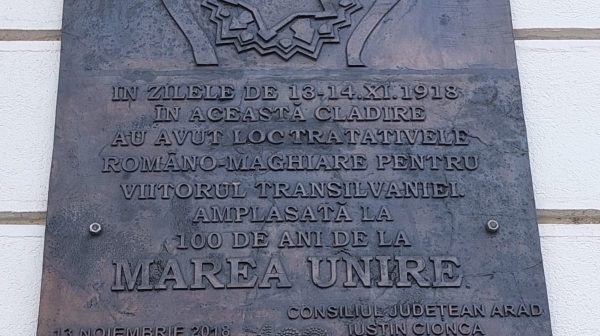 IN ZILELE DE 13-14.XI.1918
ÎN ACEASTĂ CLĂDIRE
AU AVUT LOC TRATATIVELE
ROMÂNO-MAGHIARE PENTRU
VIITORUL TRANSILVANIEI.
AMPLASATĂ LA
100 DE ANI DE LA
MAREA UNIRE
CONSILIUL JUDEȚEAN ARAD
13 NOIEMBRIE 2018 IUSTIN CIONCA